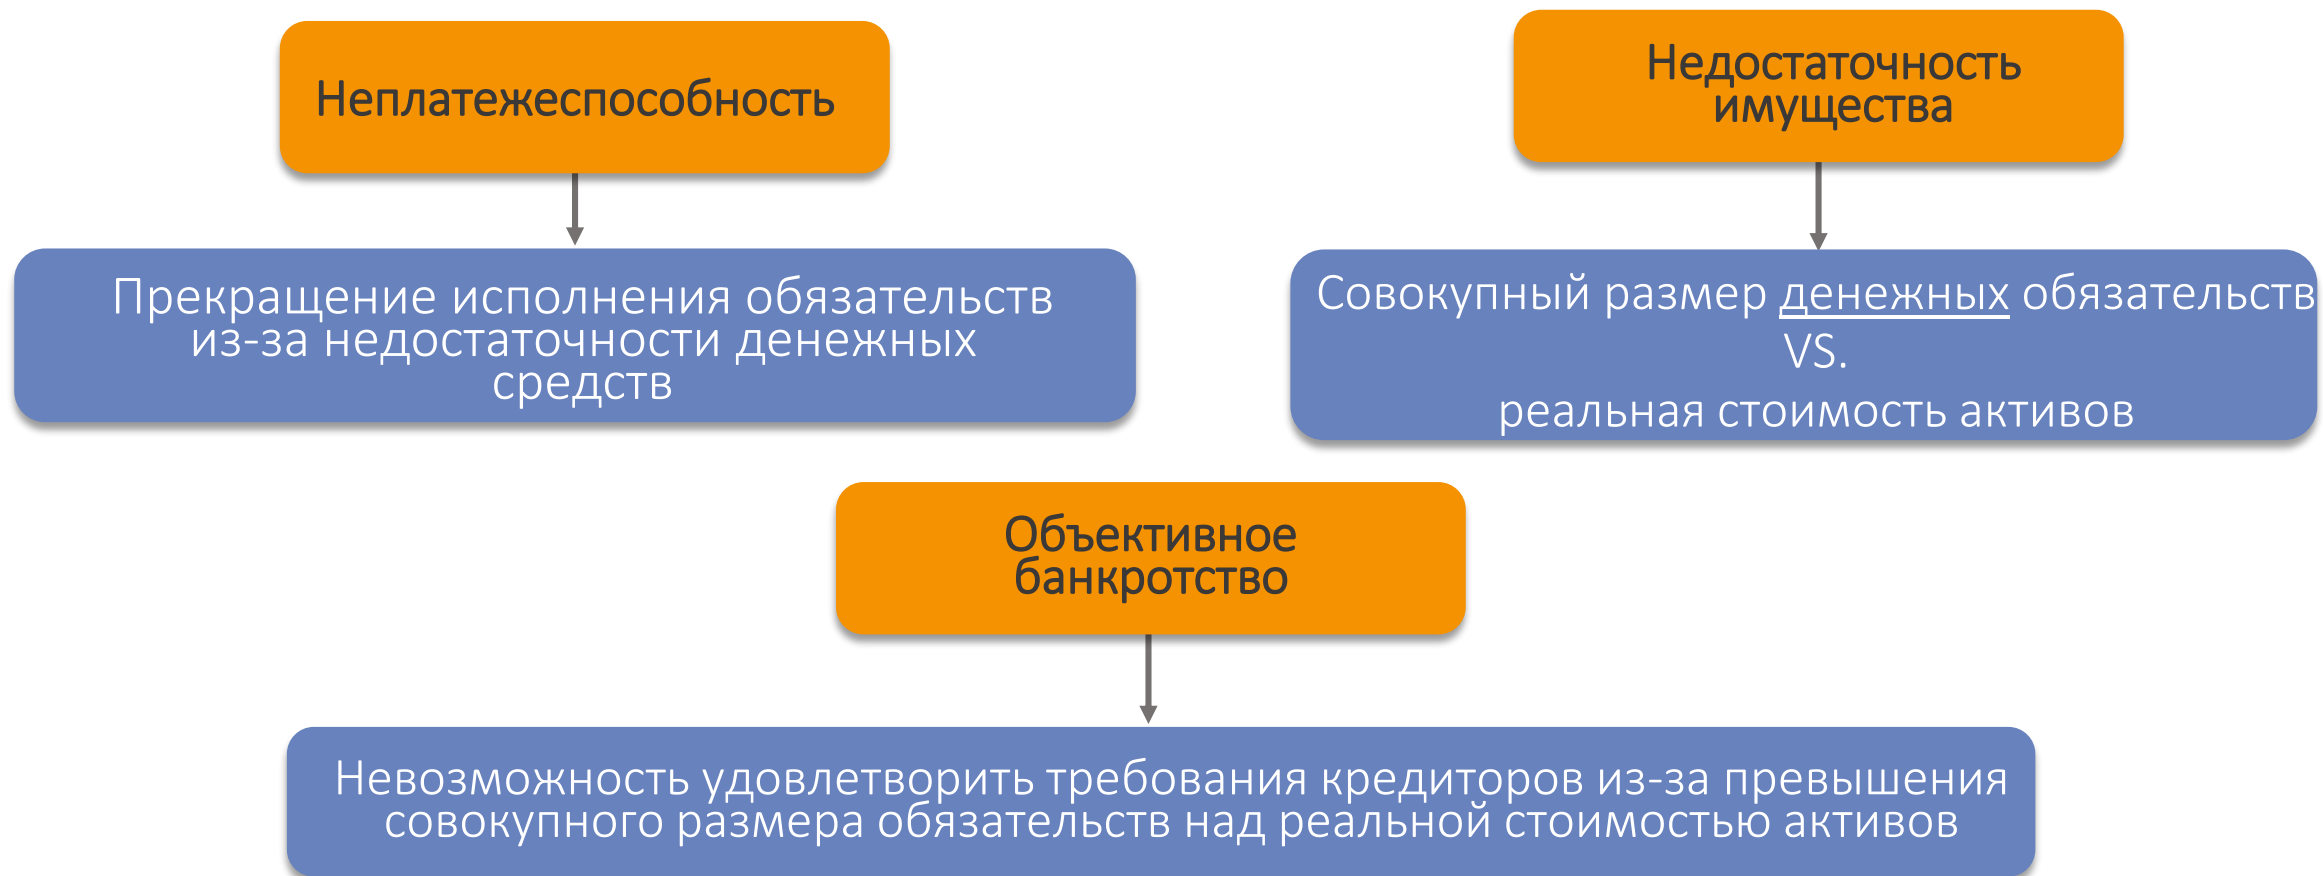 Неплатежеспособность
Недостаточность
имущества
Прекращение исполнения обязательств
из-за недостаточности денежных
средств
Совокупный размер денежных обязательств
VS.
реальная стоимость активов
Объективное
банкротство
Невозможность удовлетворить требования кредиторов из-за превышения
совокупного размера обязательств над реальной стоимостью активов